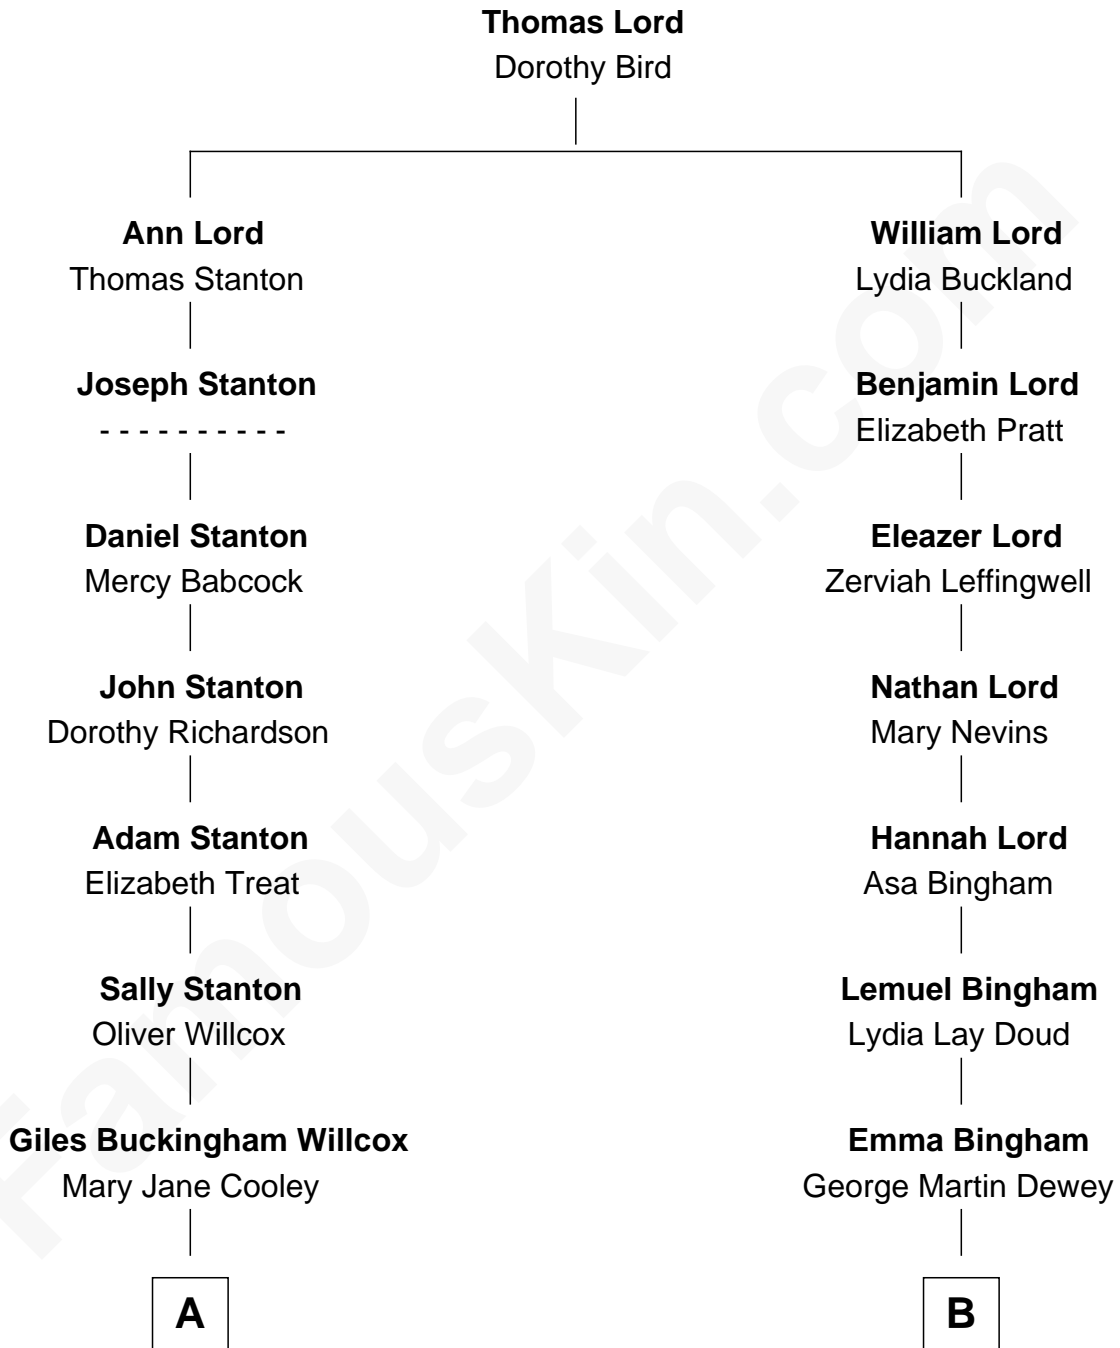 Thomas Lord
Dorothy Bird
Ann Lord
Thomas Stanton
William Lord
Lydia Buckland
Joseph Stanton
- - - - - - - - - -
Benjamin Lord
Elizabeth Pratt
Daniel Stanton
Mercy Babcock
Eleazer Lord
Zerviah Leffingwell
John Stanton
Dorothy Richardson
Nathan Lord
Mary Nevins
Adam Stanton
Elizabeth Treat
Hannah Lord
Asa Bingham
Sally Stanton
Oliver Willcox
Lemuel Bingham
Lydia Lay Doud
Giles Buckingham Willcox
Mary Jane Cooley
Emma Bingham
George Martin Dewey
A
B
FamousKin.com